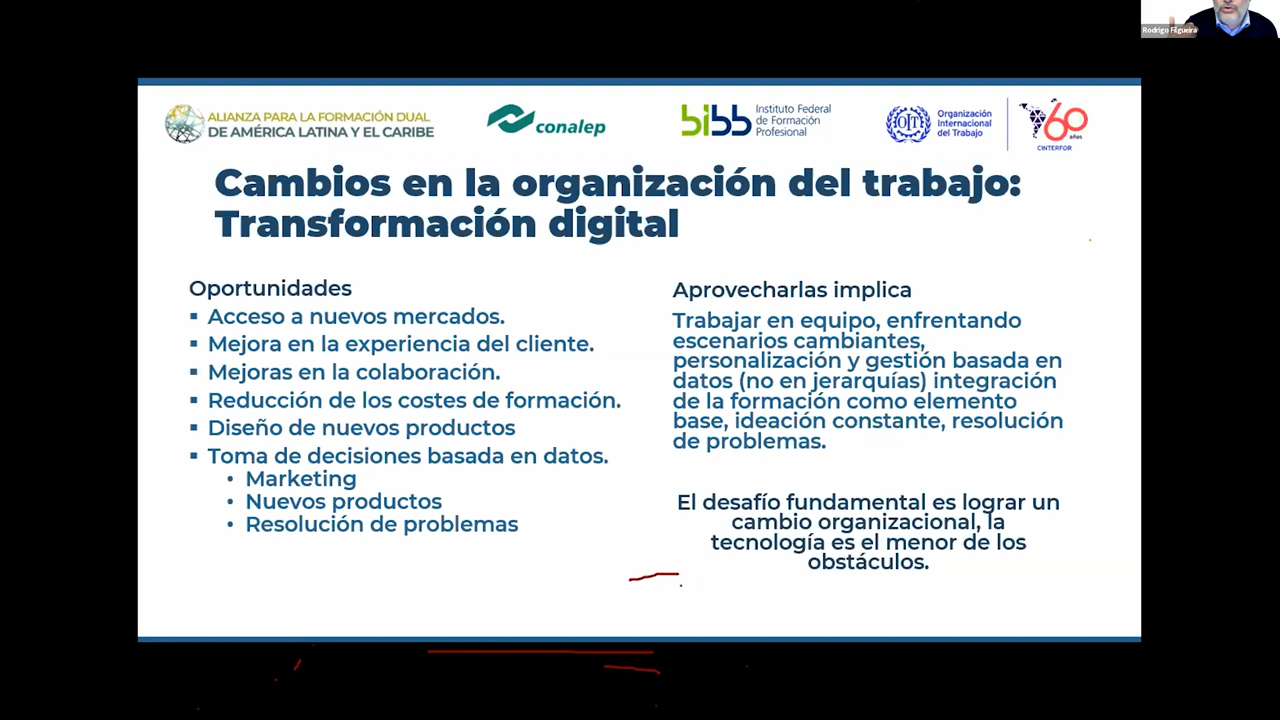 Rodrigo Filgueira
ALIANZA PARA LA FORMACIÓN DUAL
DE AMÉRICA LATINA Y EL CARIBE
conalep
bibb
Instituto Federal
de Formación
Profesional
OIT
Organización
Internacional
del Trabajo
60
años
CINTERFOR
Cambios en la organización del trabajo:
Transformación digital
Oportunidades
▪ Acceso a nuevos mercados.
▪ Mejora en la experiencia del cliente.
▪ Mejoras en la colaboración.
▪ Reducción de los costes de formación.
▪ Diseño de nuevos productos
▪ Toma de decisiones basada en datos.
• Marketing
• Nuevos productos
• Resolución de problemas
Aprovecharlas implica
Trabajar en equipo, enfrentando
escenarios cambiantes,
personalización y gestión basada en
datos (no en jerarquías) integración
de la formación como elemento
base, ideación constante, resolución
de problemas.
El desafío fundamental es lograr un
cambio organizacional, la
tecnología es el menor de los
obstáculos.